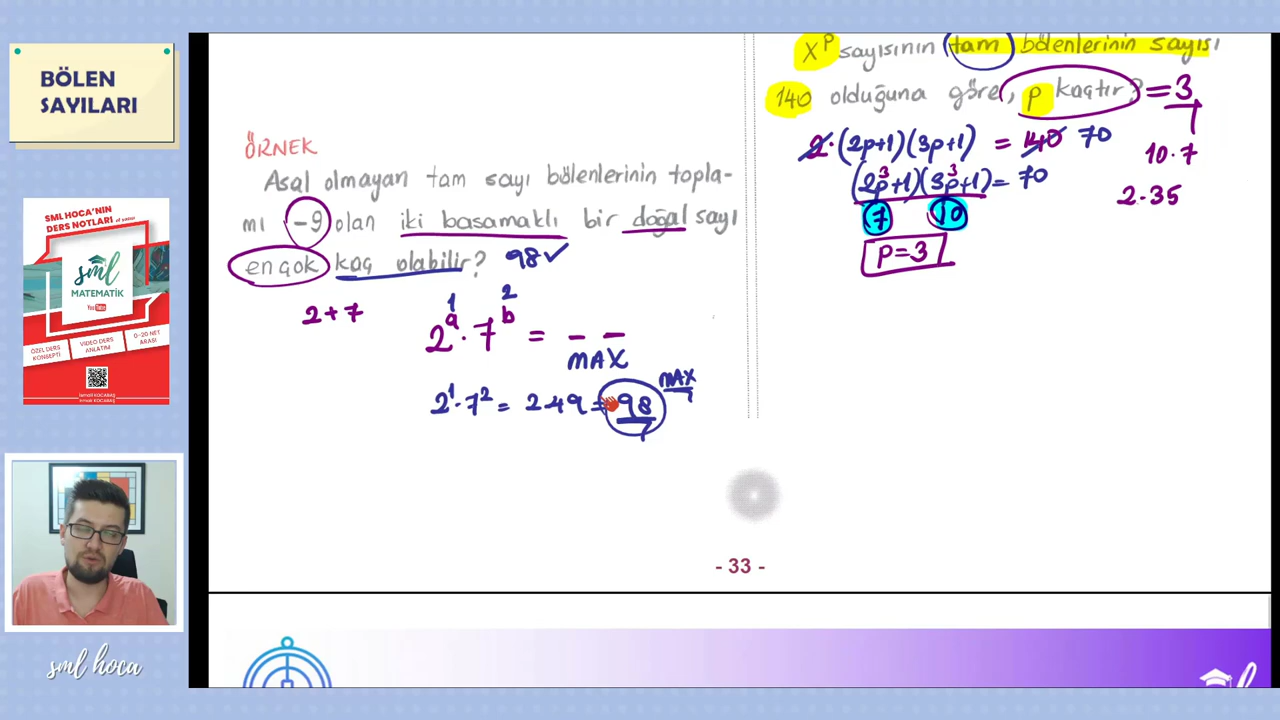 BÖLEN
SAYILARI
SML HOCA'NIN
DERS NOTLARI
sml
MATEMATİK
YouTube
ÖZEL DERS
KONSEPTİ
VİDEO DERS
ANLATIM
0-20 NET
ARASI
sml hoca
ÖRNEK
Asal olmayan tam sayı bölenlerinin topla-
mı -9 olan iki basamaklı bir doğal sayı
en çok kaç olabilir? 98✓
2+7
1 2
2^a · 7^b = _ _
MAX
2^1 · 7^2 = 2.49 = 98 MAX
x^p sayısının tam bölenlerinin sayısı
140 olduğuna göre, p kaçtır? = 3
2·(2p+1)(3p+1) = 140 70
10·7
(2p+1)(3p+1) = 70
3 3
2·35
7 10
P=3
- 33 -